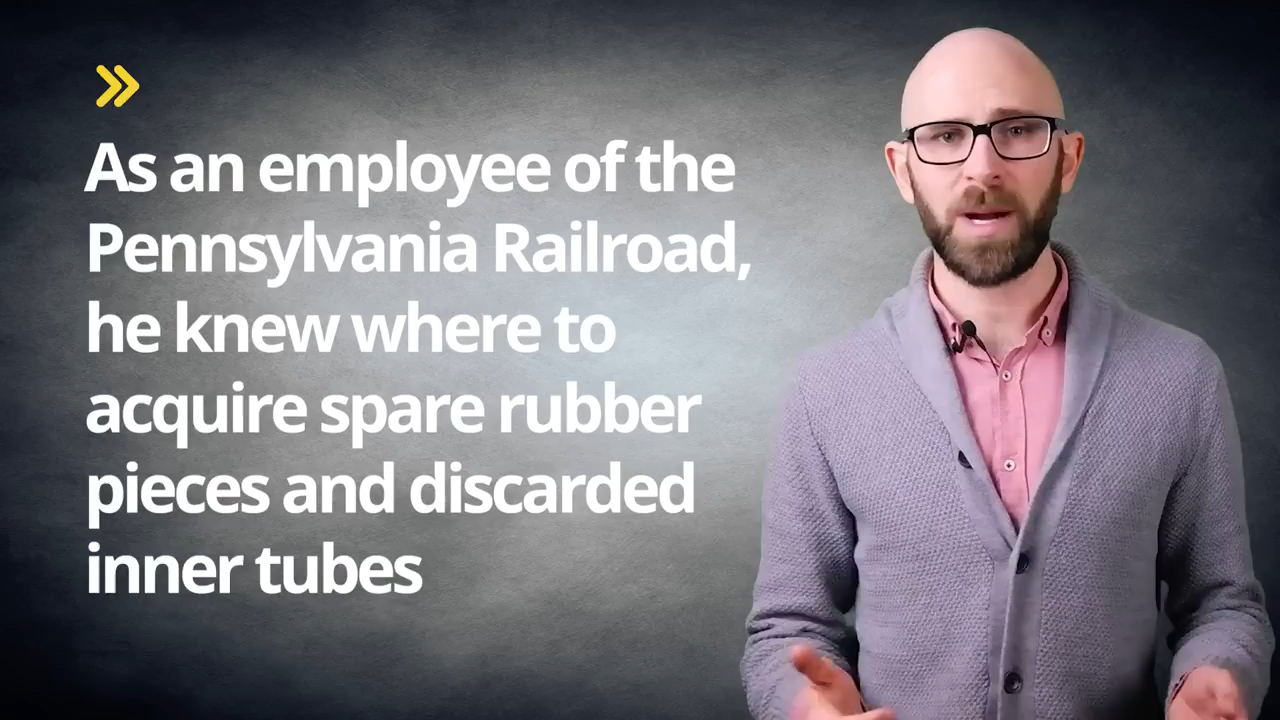 As an employee of the
Pennsylvania Railroad,
he knew where to
acquire spare rubber
pieces and discarded
inner tubes